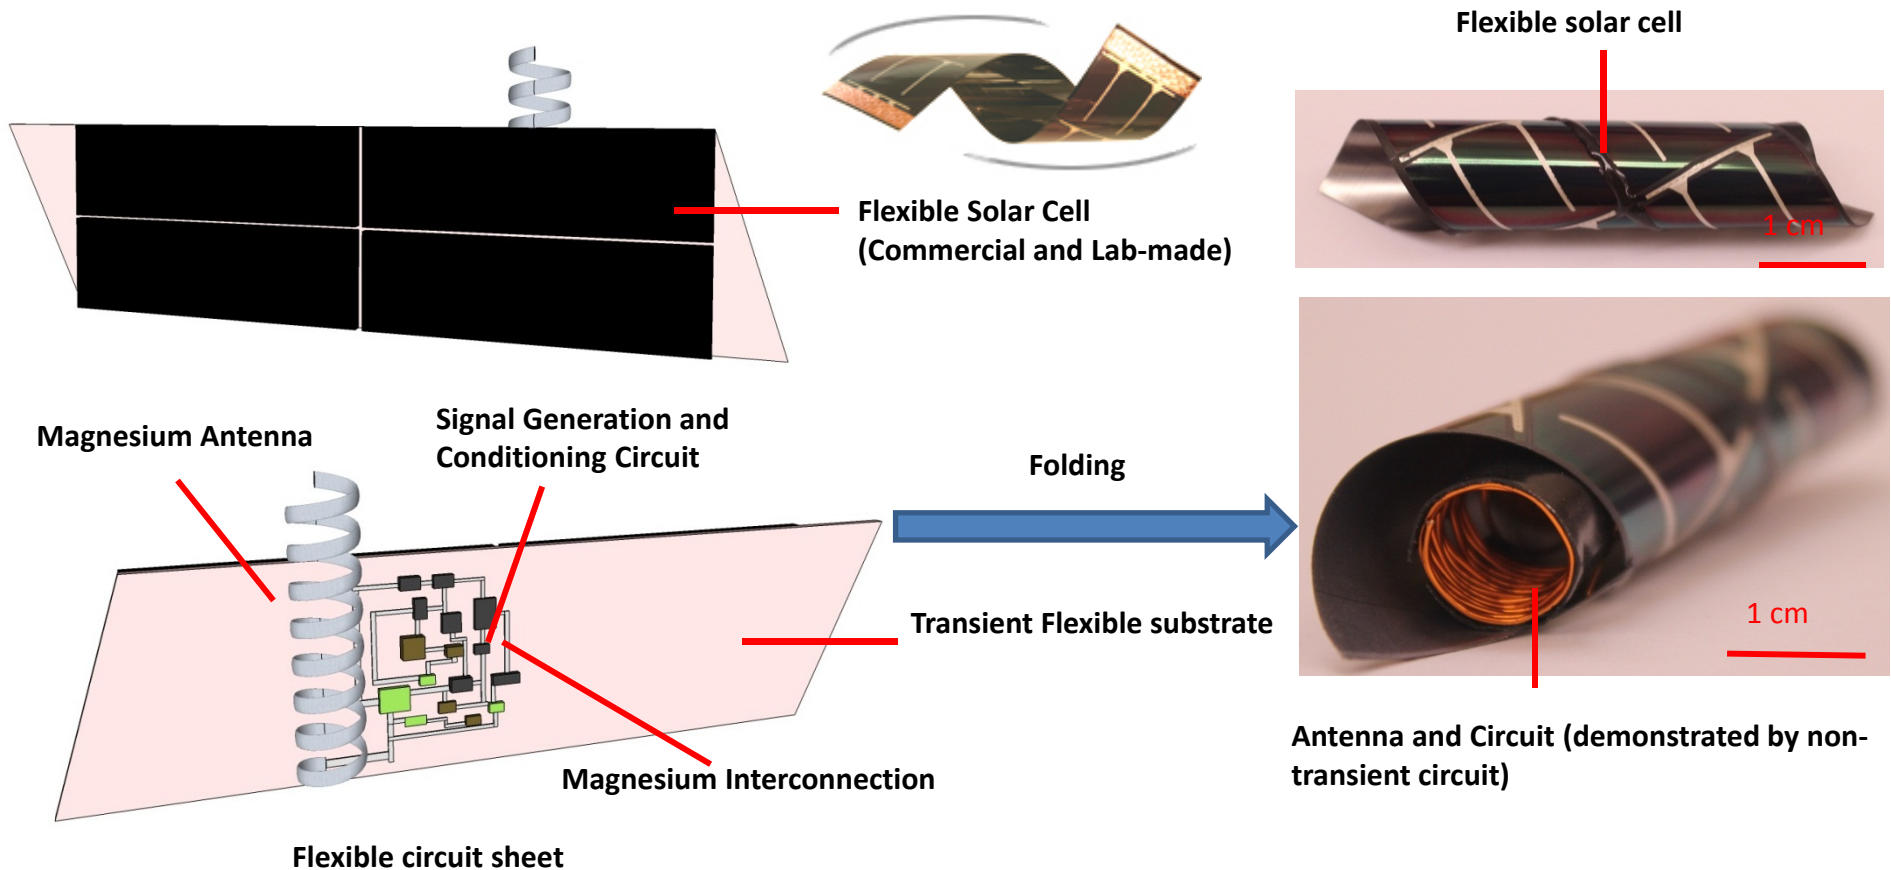 Flexible solar cell
1 cm
Flexible Solar Cell
(Commercial and Lab-made)
Magnesium Antenna
Signal Generation and
Conditioning Circuit
Folding
Transient Flexible substrate
1 cm
Magnesium Interconnection
Antenna and Circuit (demonstrated by non-
transient circuit)
Flexible circuit sheet